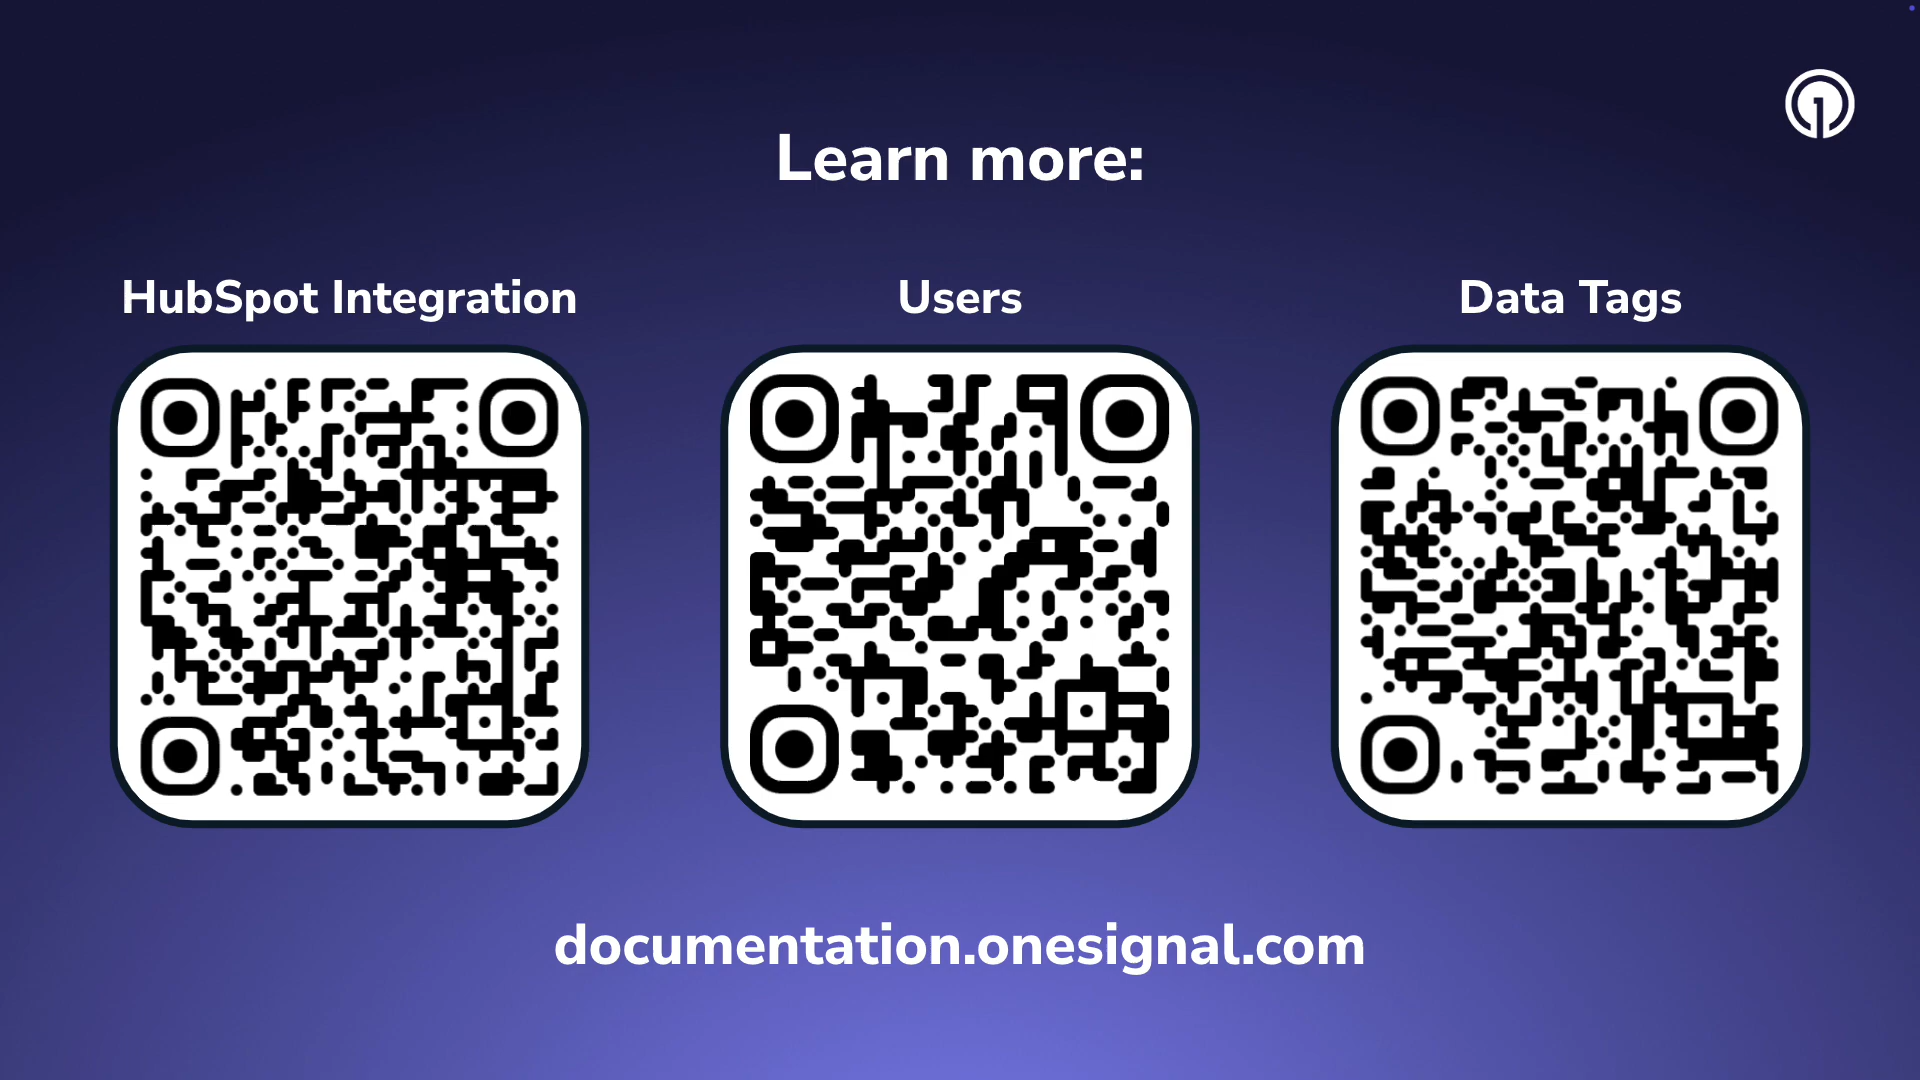 Learn more:
HubSpot Integration
Users
Data Tags
documentation.onesignal.com